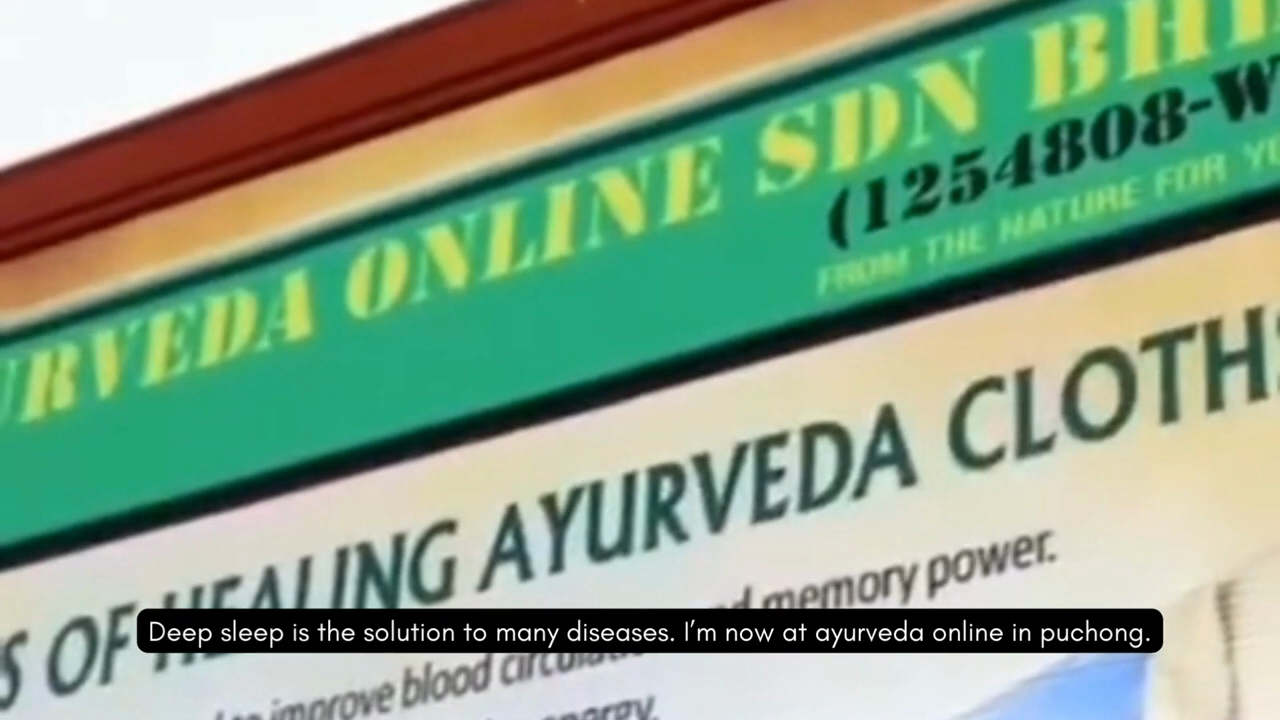 URVEDA ONLINE SDN BH
(1254808-W
FROM THE NATURE FOR
S OF HEALING AYURVEDA CLOTHS
memory power.
to improve blood
energy.
Deep sleep is the solution to many diseases. I'm now at ayurveda online in puchong.